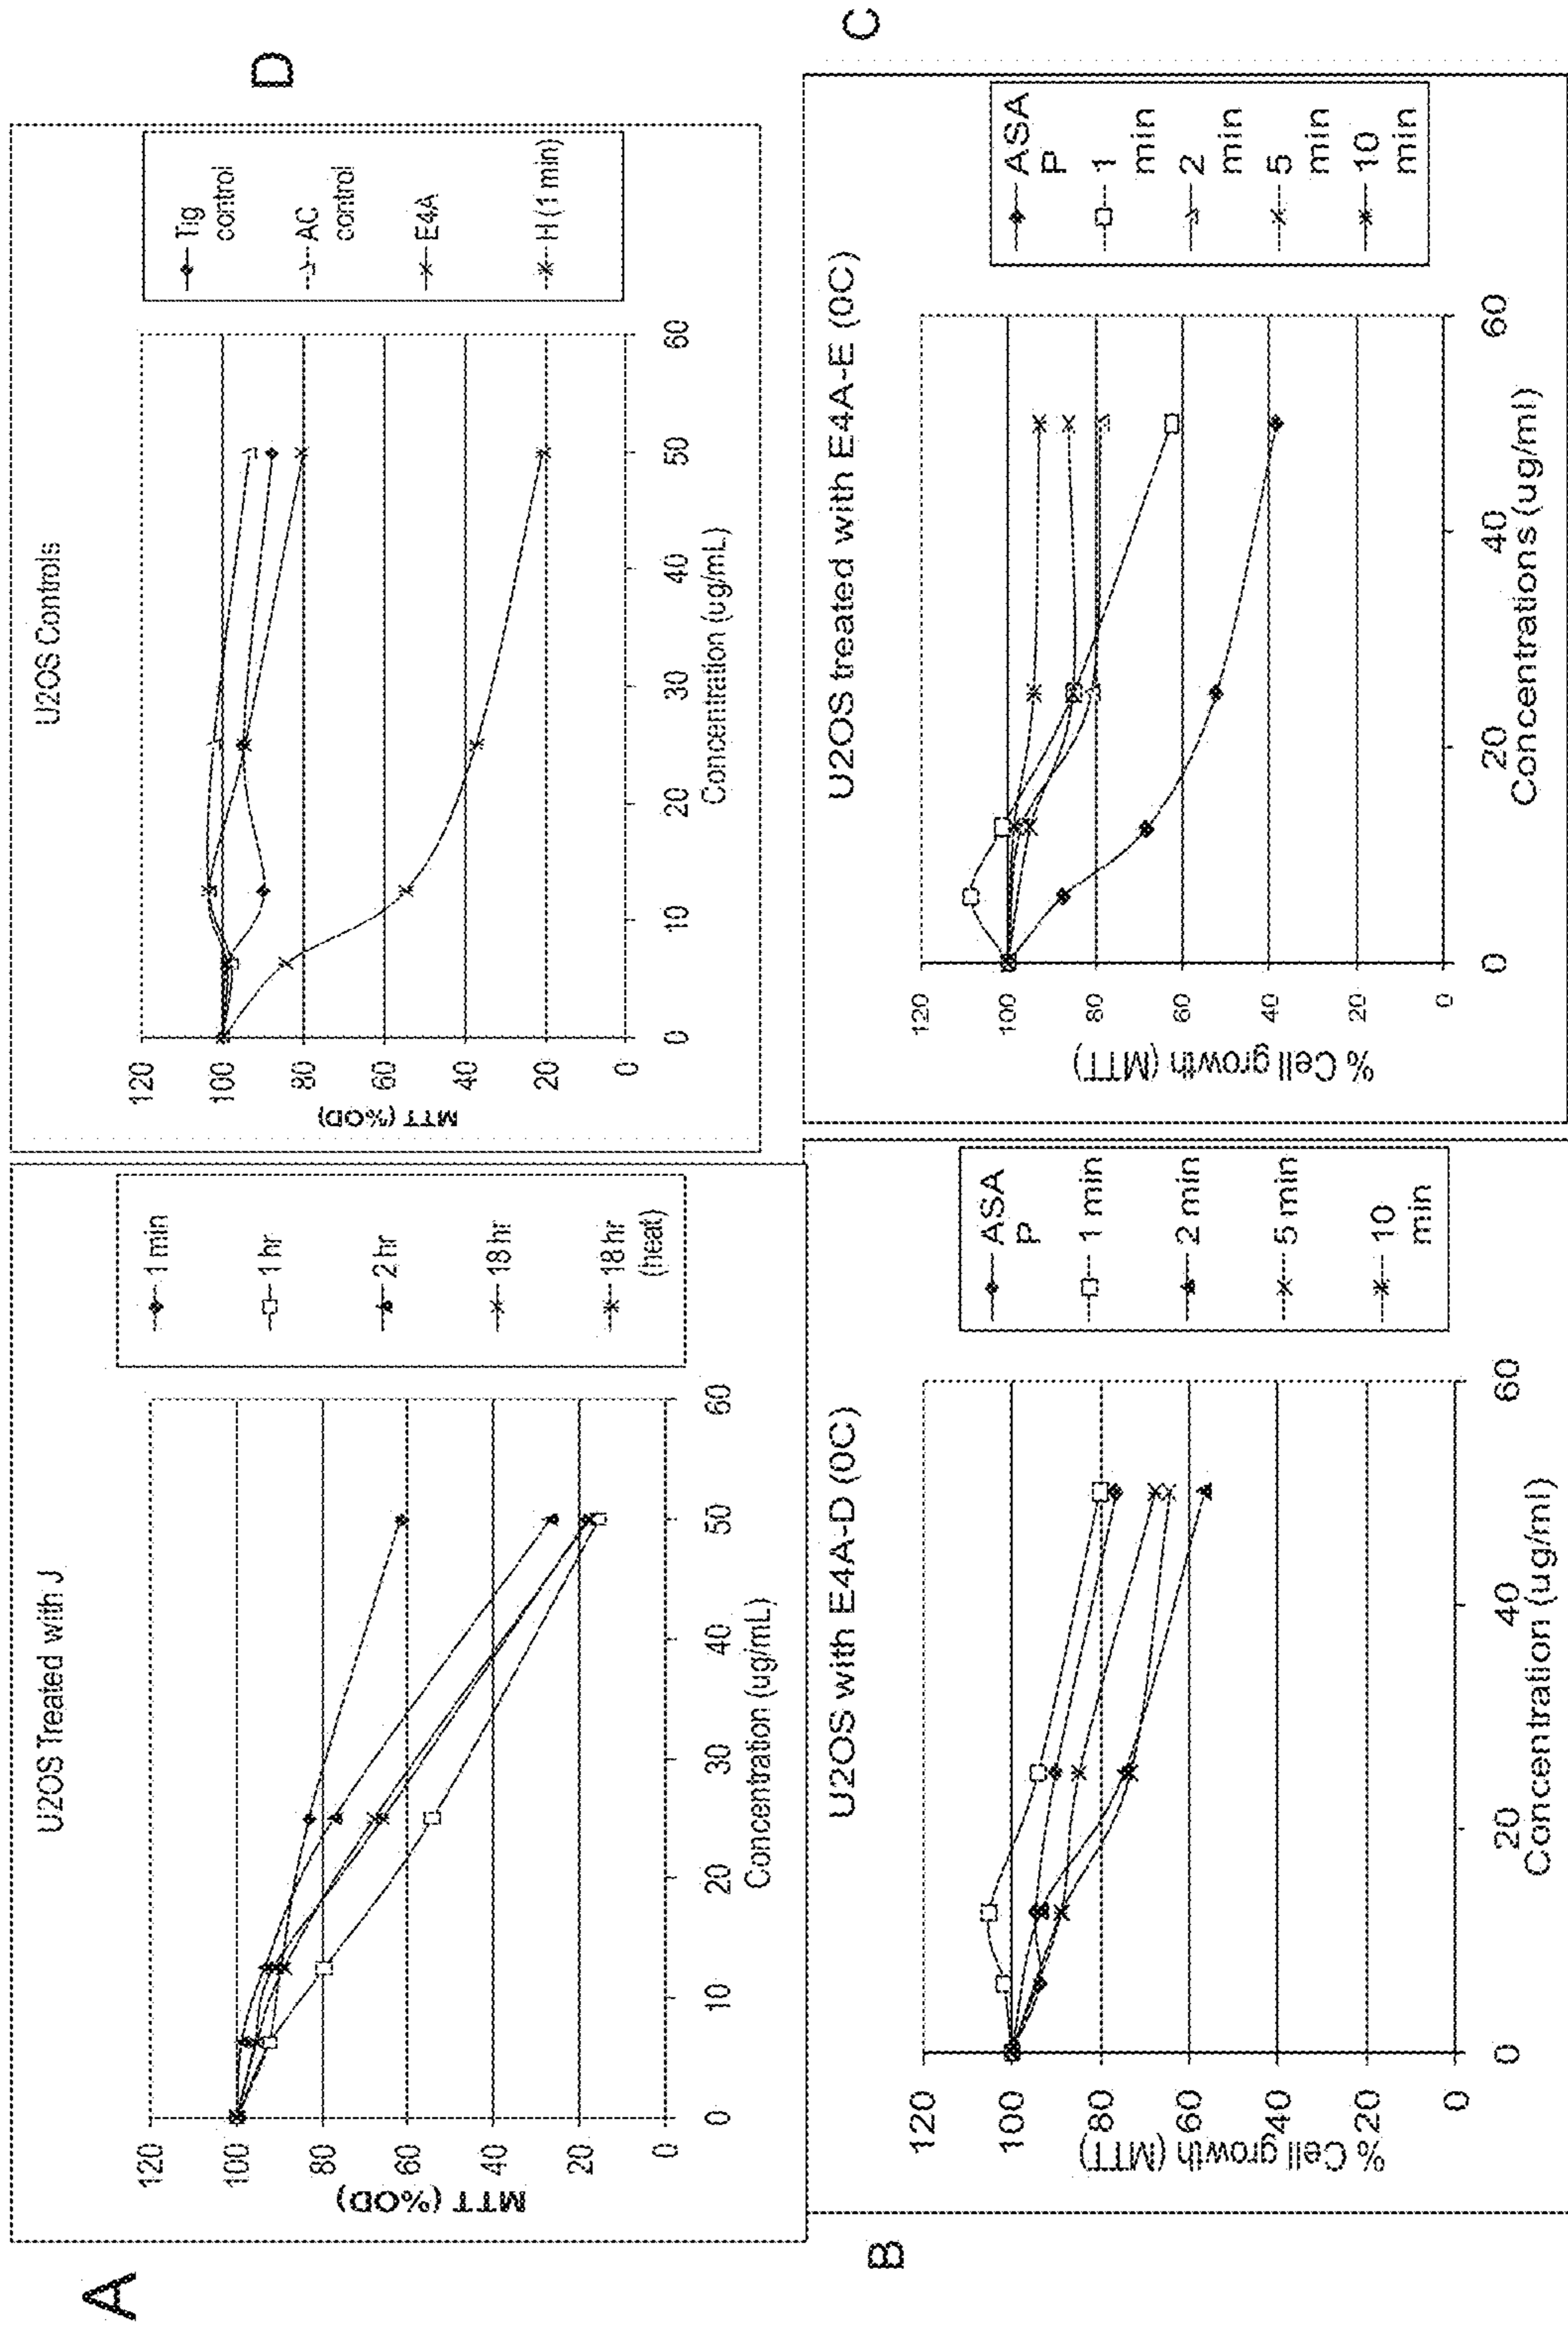 A
U2OS Treated with J
MTT (%OD)
120
100
80
60
40
20
0
0
10
20
30
40
50
60
Concentration (ug/mL)
1 min
1 hr
2 hr
18 hr
18 hr
(heat)
D
U2OS Controls
MTT (%OD)
120
100
80
60
40
20
0
0
10
20
30
40
50
60
Concentration (ug/mL)
Tig
control
AC
control
E4A
H (1 min)
B
U2OS with E4A-D (0C)
% Cell growth (MTT)
120
100
80
60
40
20
0
0
20
40
60
Concentration (ug/ml)
ASA
P
1 min
2 min
5 min
10
min
C
U2OS treated with E4A-E (0C)
% Cell growth (MTT)
120
100
80
60
40
20
0
0
20
40
60
Concentrations (ug/ml)
ASA
P
1
min
2
min
5
min
10
min